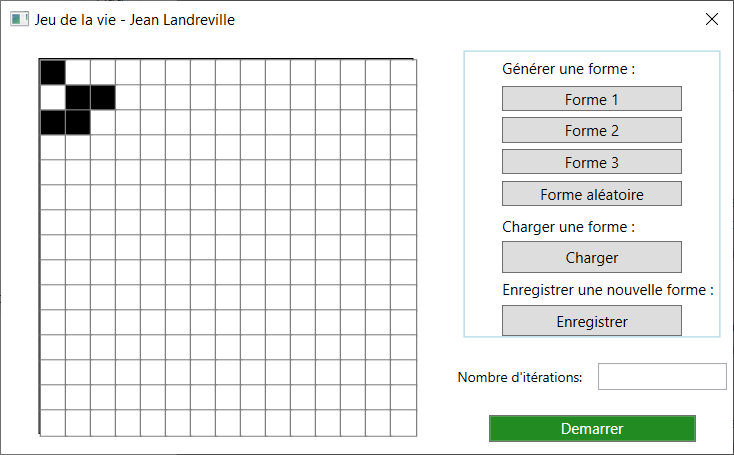 Jeu de la vie - Jean Landreville
Générer une forme :
Forme 1
Forme 2
Forme 3
Forme aléatoire
Charger une forme :
Charger
Enregistrer une nouvelle forme :
Enregistrer
Nombre d'itérations:
Demarrer